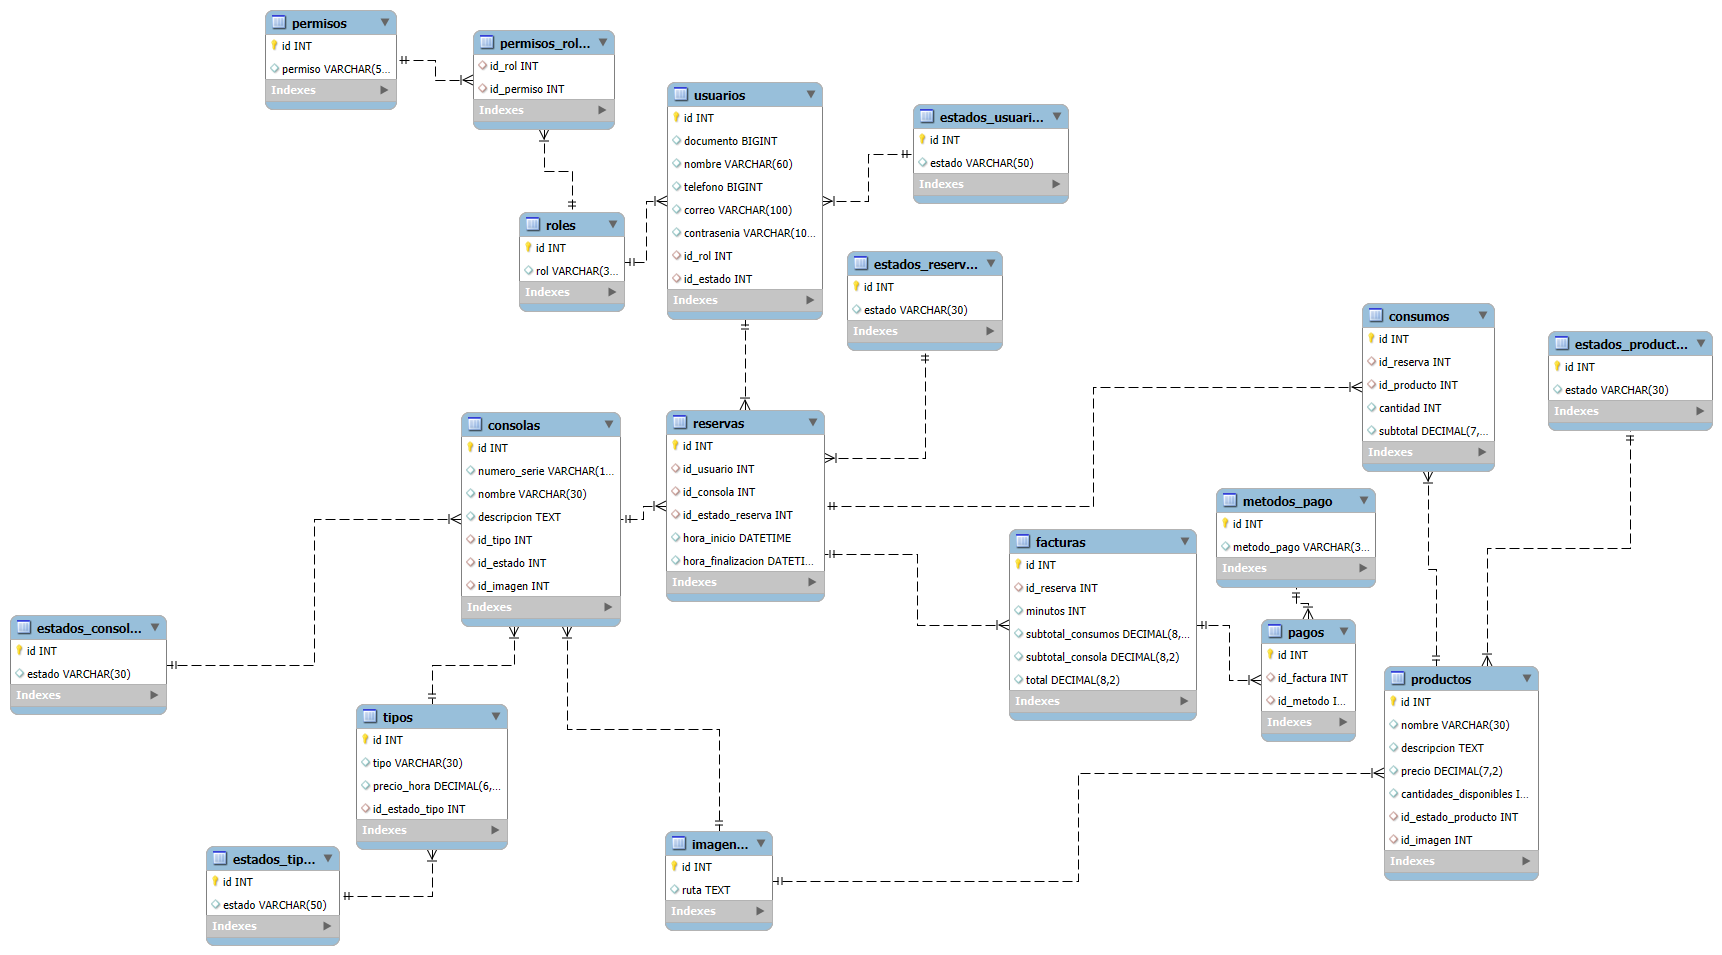 permisos
id INT
permiso VARCHAR(5...
Indexes
permisos_rol...
id_rol INT
id_permiso INT
Indexes
usuarios
id INT
documento BIGINT
nombre VARCHAR(60)
telefono BIGINT
correo VARCHAR(100)
contrasenia VARCHAR(10...
id_rol INT
id_estado INT
Indexes
estados_usuari...
id INT
estado VARCHAR(50)
Indexes
roles
id INT
rol VARCHAR(3...
Indexes
estados_reserv...
id INT
estado VARCHAR(30)
Indexes
consumos
id INT
id_reserva INT
id_producto INT
cantidad INT
subtotal DECIMAL(7,...
Indexes
estados_product...
id INT
estado VARCHAR(30)
Indexes
consolas
id INT
numero_serie VARCHAR(1...
nombre VARCHAR(30)
descripcion TEXT
id_tipo INT
id_estado INT
id_imagen INT
Indexes
reservas
id INT
id_usuario INT
id_consola INT
id_estado_reserva INT
hora_inicio DATETIME
hora_finalizacion DATETI...
Indexes
metodos_pago
id INT
metodo_pago VARCHAR(3...
Indexes
facturas
id INT
id_reserva INT
minutos INT
subtotal_consumos DECIMAL(8,...
subtotal_consola DECIMAL(8,2)
total DECIMAL(8,2)
Indexes
pagos
id INT
id_factura INT
id_metodo I...
Indexes
estados_consol...
id INT
estado VARCHAR(30)
Indexes
productos
id INT
nombre VARCHAR(30)
descripcion TEXT
precio DECIMAL(7,2)
cantidades_disponibles I...
id_estado_producto INT
id_imagen INT
Indexes
tipos
id INT
tipo VARCHAR(30)
precio_hora DECIMAL(6,...
id_estado_tipo INT
Indexes
imagen...
id INT
ruta TEXT
Indexes
estados_tip...
id INT
estado VARCHAR(50)
Indexes